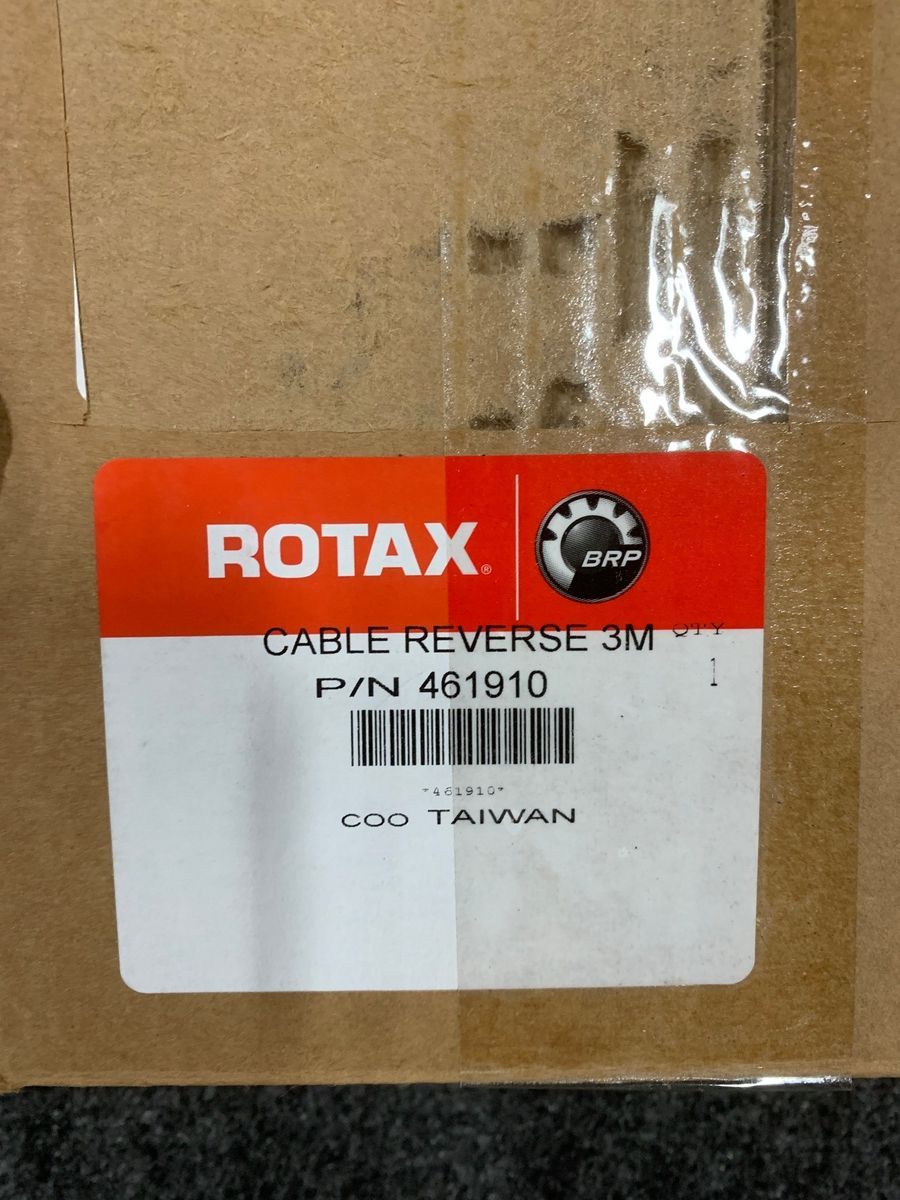 ROTAX®
BRP
CABLE REVERSE 3M QTY
P/N 461910 1
*461910*
COO TAIWAN